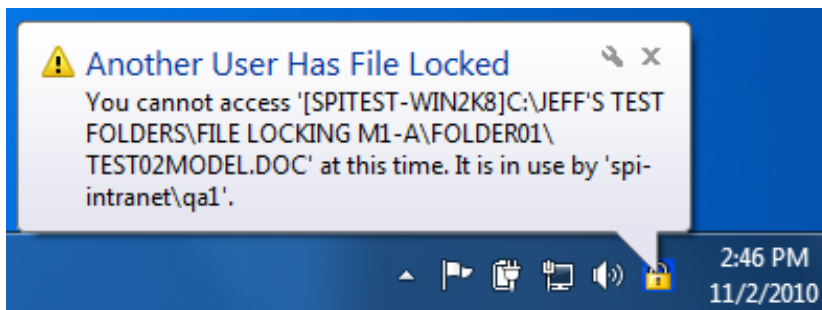 Another User Has File Locked
You cannot access '[SPITEST-WIN2K8]C:\JEFF'S TEST
FOLDERS\FILE LOCKING M1-A\FOLDER01\
TEST02MODEL.DOC' at this time. It is in use by 'spi-
intranet\qa1'.
2:46 PM
11/2/2010